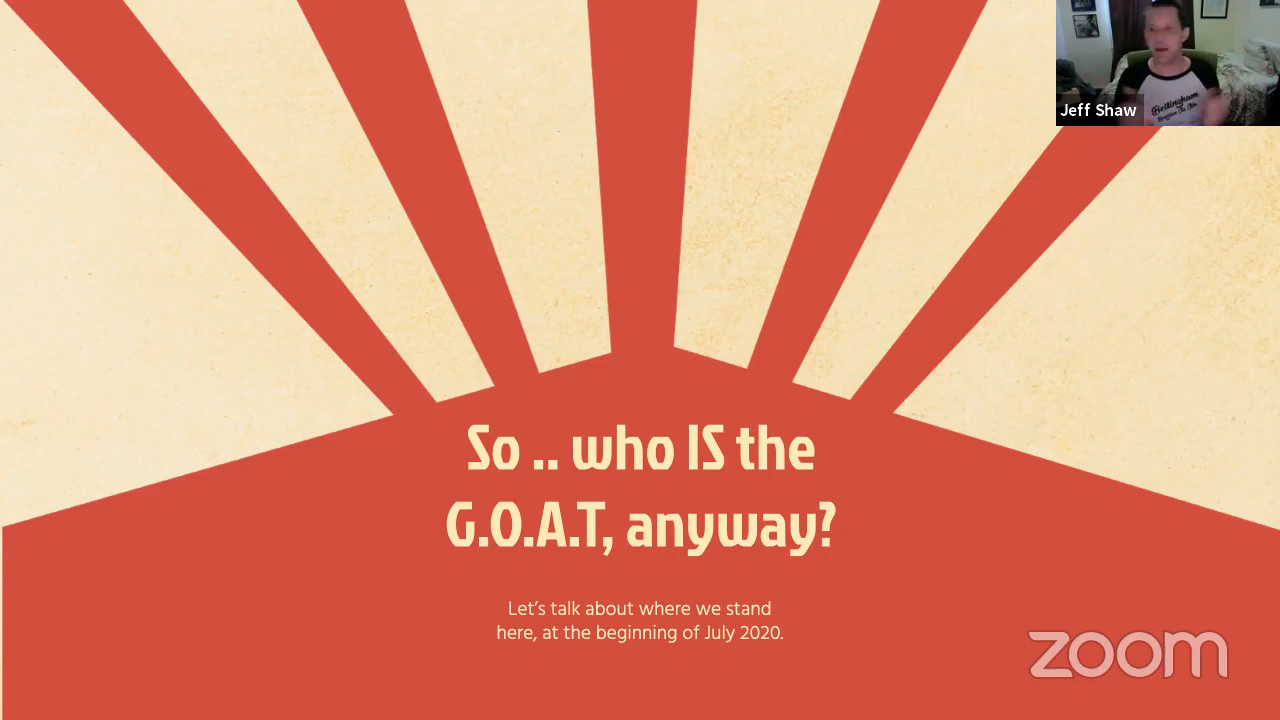 Bellingham
Jeff Shaw
So .. who IS the
G.O.A.T, anyway?
Let's talk about where we stand
here, at the beginning of July 2020.
zoom